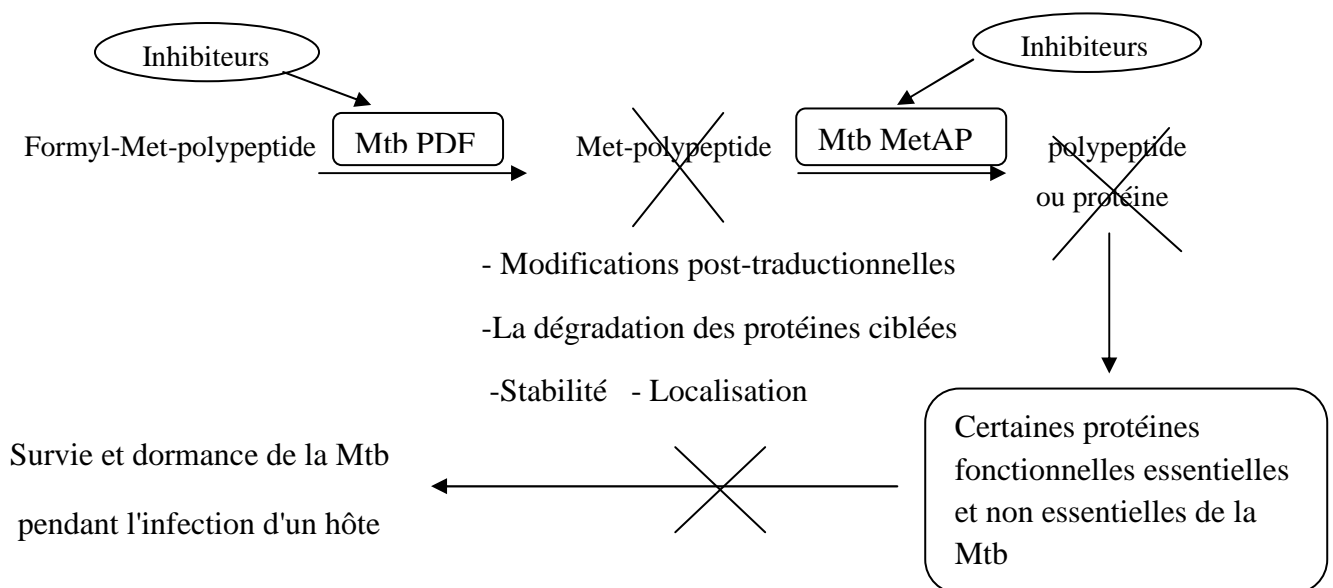 Inhibiteurs
Inhibiteurs
Formyl-Met-polypeptide
Mtb PDF
Met-polypeptide
Mtb MetAP
polypeptide
ou protéine
- Modifications post-traductionnelles
-La dégradation des protéines ciblées
-Stabilité - Localisation
Certaines protéines
fonctionnelles essentielles
et non essentielles de la
Mtb
Survie et dormance de la Mtb
pendant l'infection d'un hôte